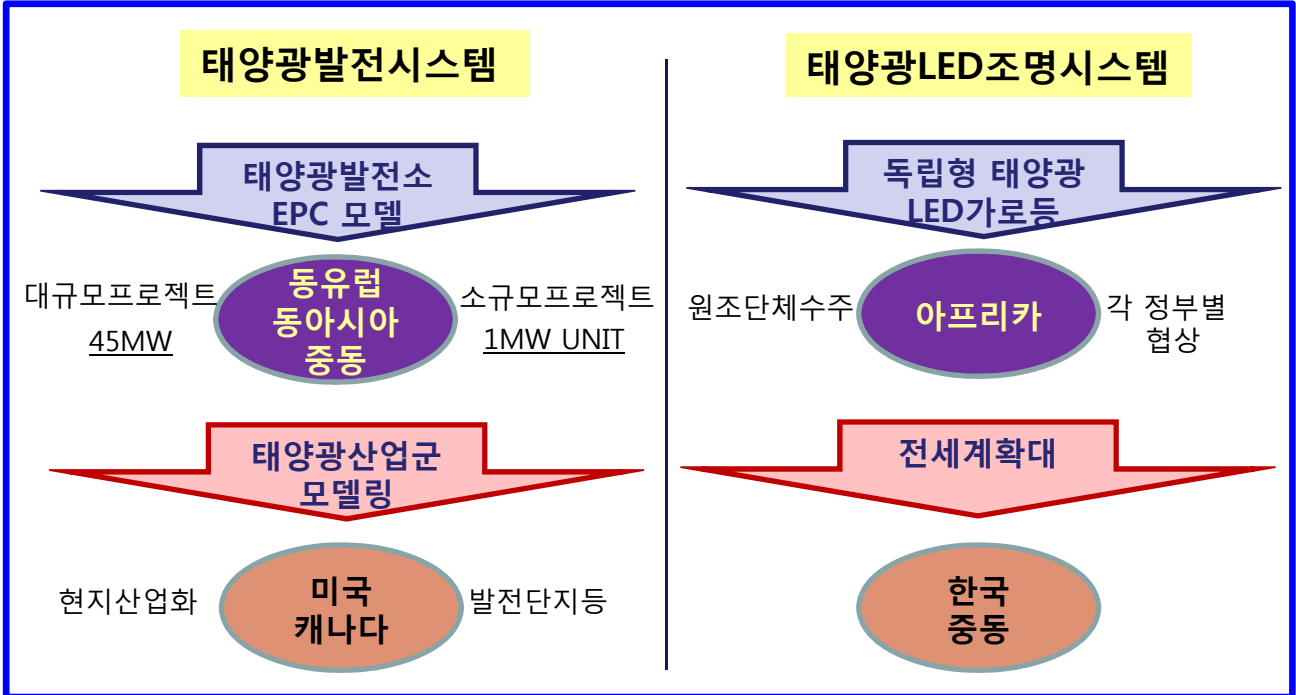 태양광발전시스템
태양광발전소
EPC 모델
대규모프로젝트
45MW
동유럽
동아시아
중동
소규모프로젝트
1MW UNIT
태양광산업군
모델링
현지산업화
미국
캐나다
발전단지등
태양광LED조명시스템
독립형 태양광
LED가로등
원조단체수주
아프리카
각 정부별
협상
전세계확대
한국
중동